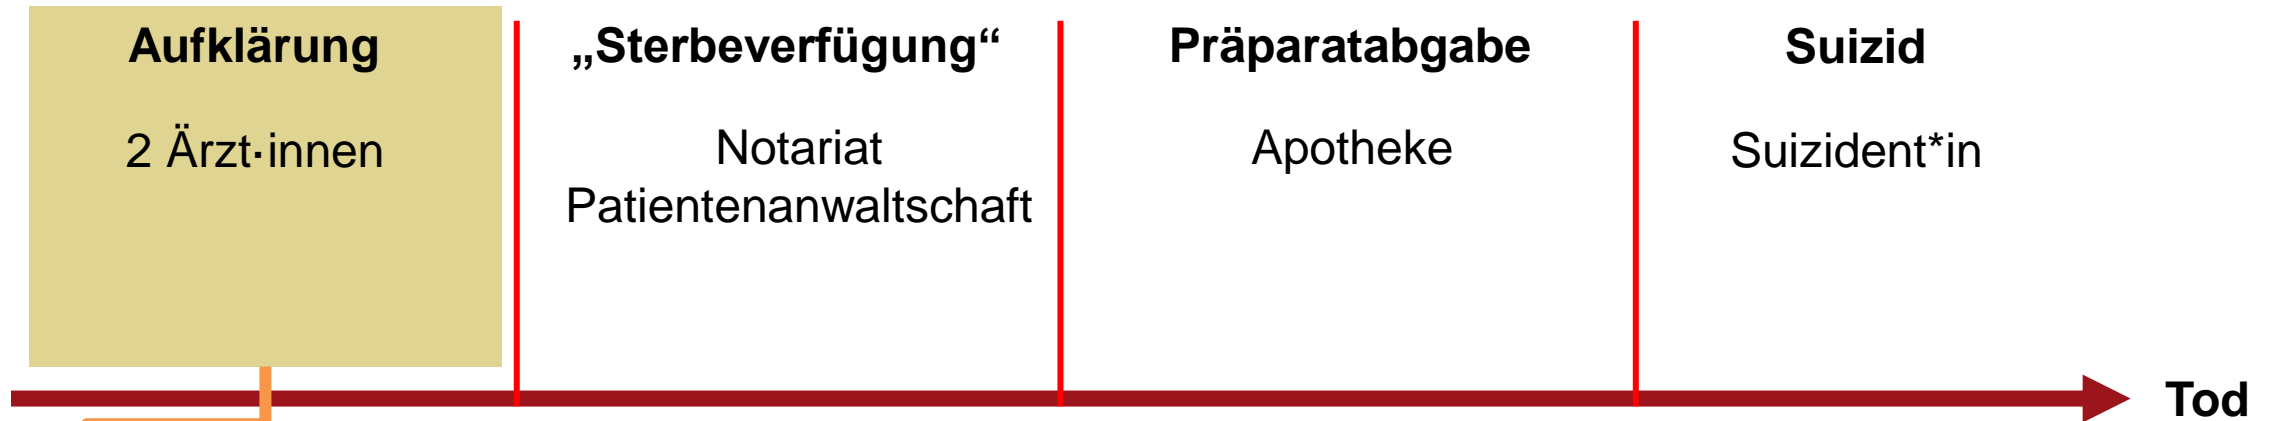 Aufklärung
2 Ärzt·innen
„Sterbeverfügung“
Notariat
Patientenanwaltschaft
Präparatabgabe
Apotheke
Suizid
Suizident*in
Tod